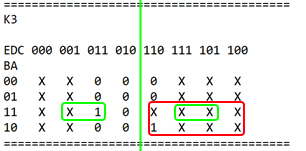 ================================
K3
EDC 000 001 011 010 110 111 101 100
BA
00 X X 0 0 0 X X X
01 X X 0 0 0 X X X
11 X X 1 0 X X X X
10 X X 0 0 1 X X X
================================